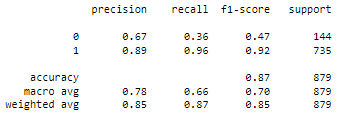 precision recall f1-score support
0 0.67 0.36 0.47 144
1 0.89 0.96 0.92 735
accuracy 0.87 879
macro avg 0.78 0.66 0.70 879
weighted avg 0.85 0.87 0.85 879